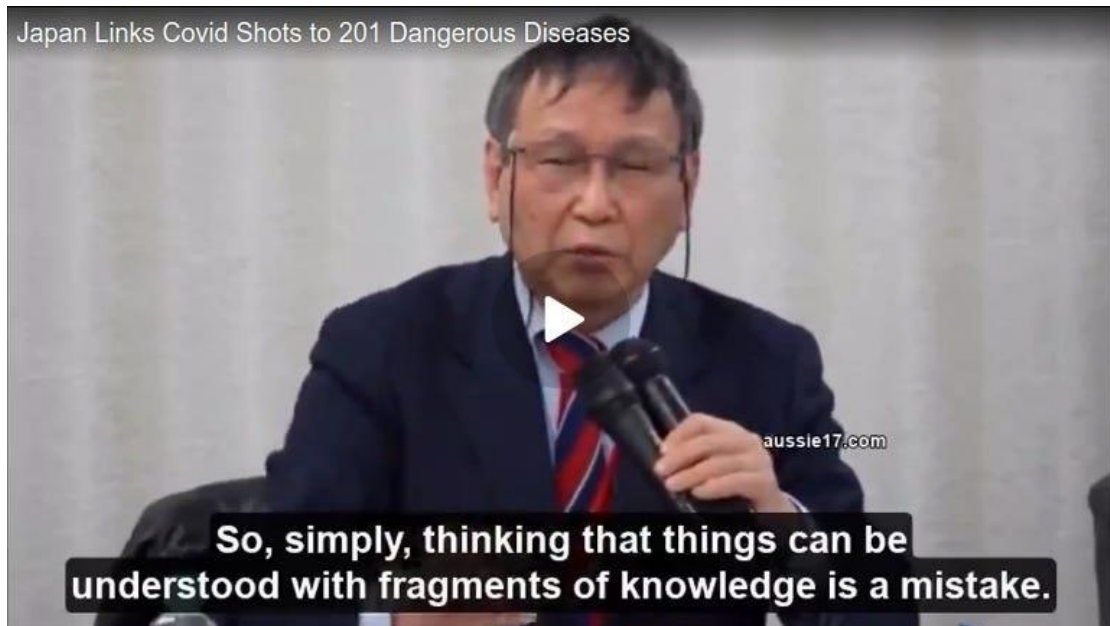 Japan Links Covid Shots to 201 Dangerous Diseases
aussie17.com
So, simply, thinking that things can be
understood with fragments of knowledge is a mistake.